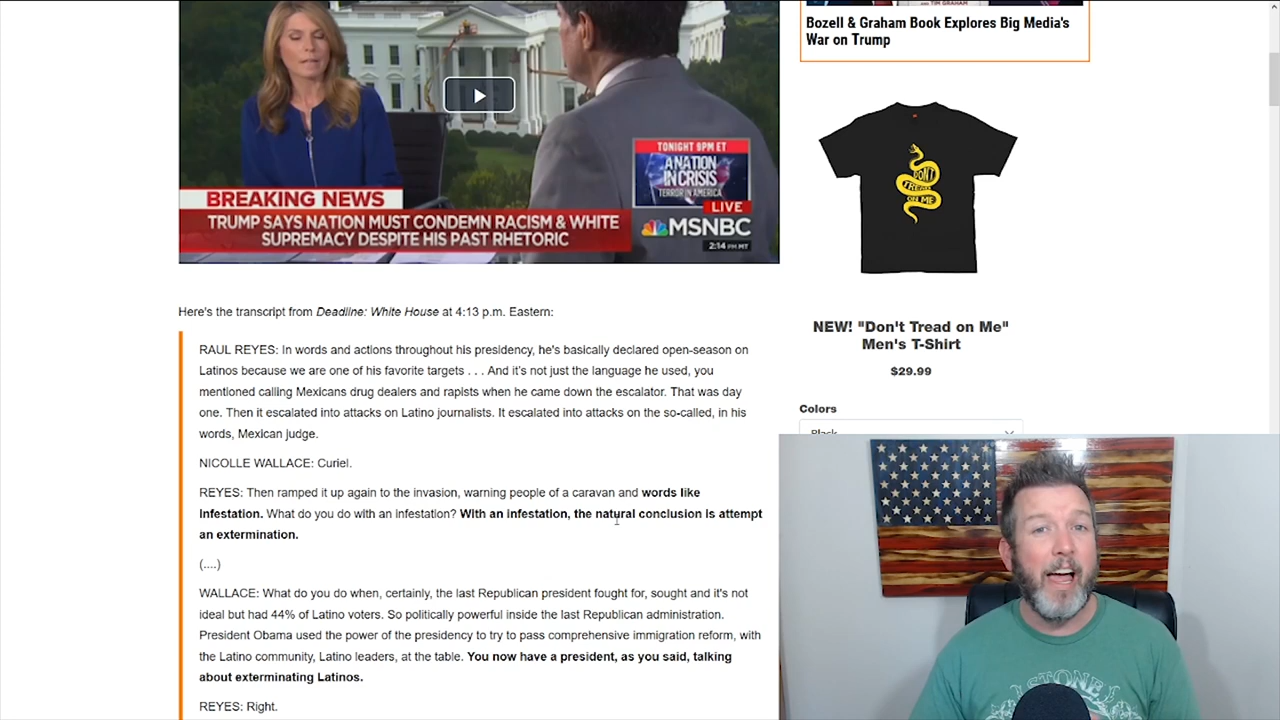 TONIGHT 9PM ET
A NATION
IN CRISIS
TERROR IN AMERICA
LIVE
BREAKING NEWS
TRUMP SAYS NATION MUST CONDEMN RACISM & WHITE
SUPREMACY DESPITE HIS PAST RHETORIC
MSNBC
2:14 PM MT
Here's the transcript from Deadline: White House at 4:13 p.m. Eastern:
RAUL REYES: In words and actions throughout his presidency, he's basically declared open-season on
Latinos because we are one of his favorite targets . . . And it's not just the language he used, you
mentioned calling Mexicans drug dealers and rapists when he came down the escalator. That was day
one. Then it escalated into attacks on Latino journalists. It escalated into attacks on the so-called, in his
words, Mexican judge.
NICOLLE WALLACE: Curiel.
REYES: Then ramped it up again to the invasion, warning people of a caravan and words like
infestation. What do you do with an infestation? With an infestation, the natural conclusion is attempt
an extermination.
(....)
WALLACE: What do you do when, certainly, the last Republican president fought for, sought and it's not
ideal but had 44% of Latino voters. So politically powerful inside the last Republican administration.
President Obama used the power of the presidency to try to pass comprehensive immigration reform, with
the Latino community, Latino leaders, at the table. You now have a president, as you said, talking
about exterminating Latinos.
REYES: Right.
Bozell & Graham Book Explores Big Media's
War on Trump
DON'T
TREAD
ON ME
NEW! "Don't Tread on Me"
Men's T-Shirt
$29.99
Colors
Black
STONE